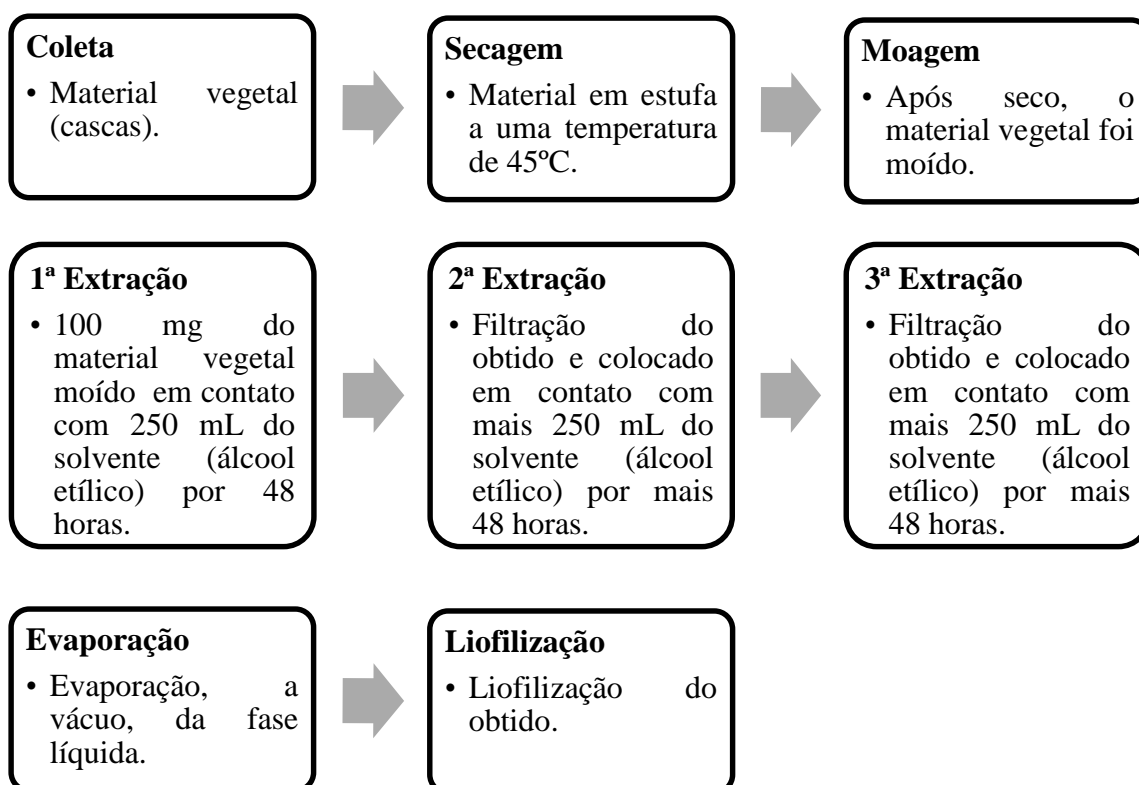 Coleta
• Material vegetal
(cascas).
Secagem
• Material em estufa
a uma temperatura
de 45ºC.
Moagem
• Após seco, o
material vegetal foi
moído.
1ª Extração
• 100 mg do
material vegetal
moído em contato
com 250 mL do
solvente (álcool
etílico) por 48
horas.
2ª Extração
• Filtração do
obtido e colocado
em contato com
mais 250 mL do
solvente (álcool
etílico) por mais
48 horas.
3ª Extração
• Filtração do
obtido e colocado
em contato com
mais 250 mL do
solvente (álcool
etílico) por mais
48 horas.
Evaporação
• Evaporação, a
vácuo, da fase
líquida.
Liofilização
• Liofilização do
obtido.